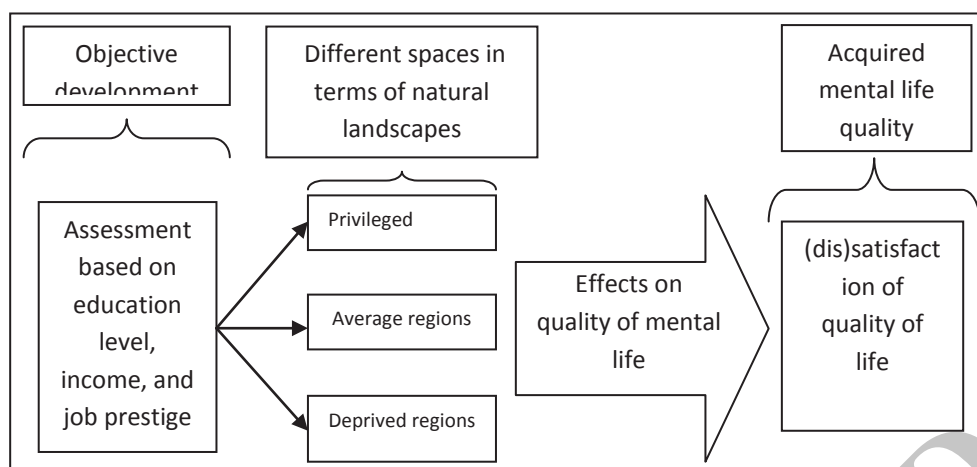 Objective
development
Different spaces in
terms of natural
landscapes
Acquired
mental life
quality
Assessment
based on
education
level,
income, and
job prestige
Privileged
Average regions
Deprived regions
Effects on
quality of mental
life
(dis)satisfact
ion of
quality of
life